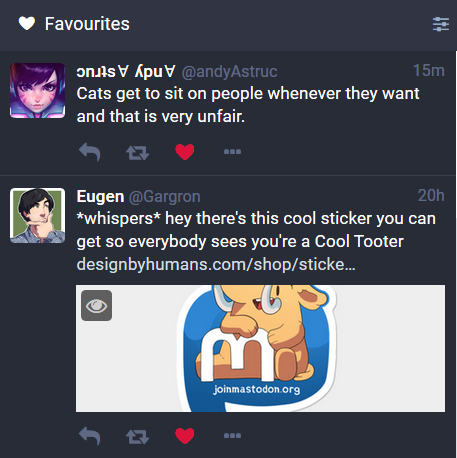 Favourites
ɔnɹʇs∀ ʎpu∀ @andyAstruc 15m
Cats get to sit on people whenever they want
and that is very unfair.
Eugen @Gargron 20h
*whispers* hey there's this cool sticker you can
get so everybody sees you're a Cool Tooter
designbyhumans.com/shop/sticke…
m
joinmastodon.org